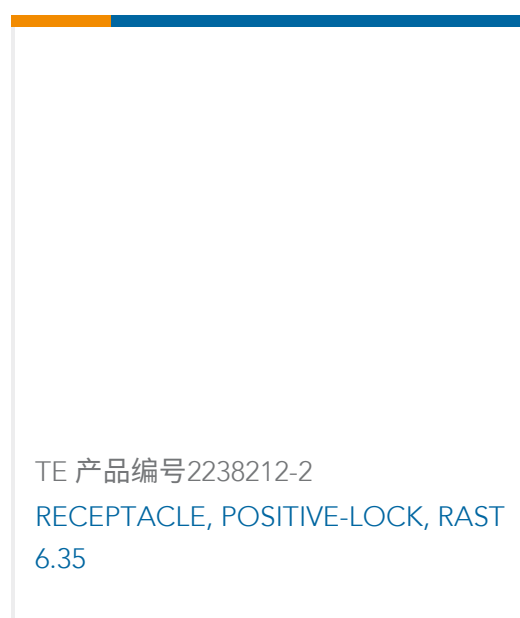 TE 产品编号2238212-2
RECEPTACLE, POSITIVE-LOCK, RAST
6.35